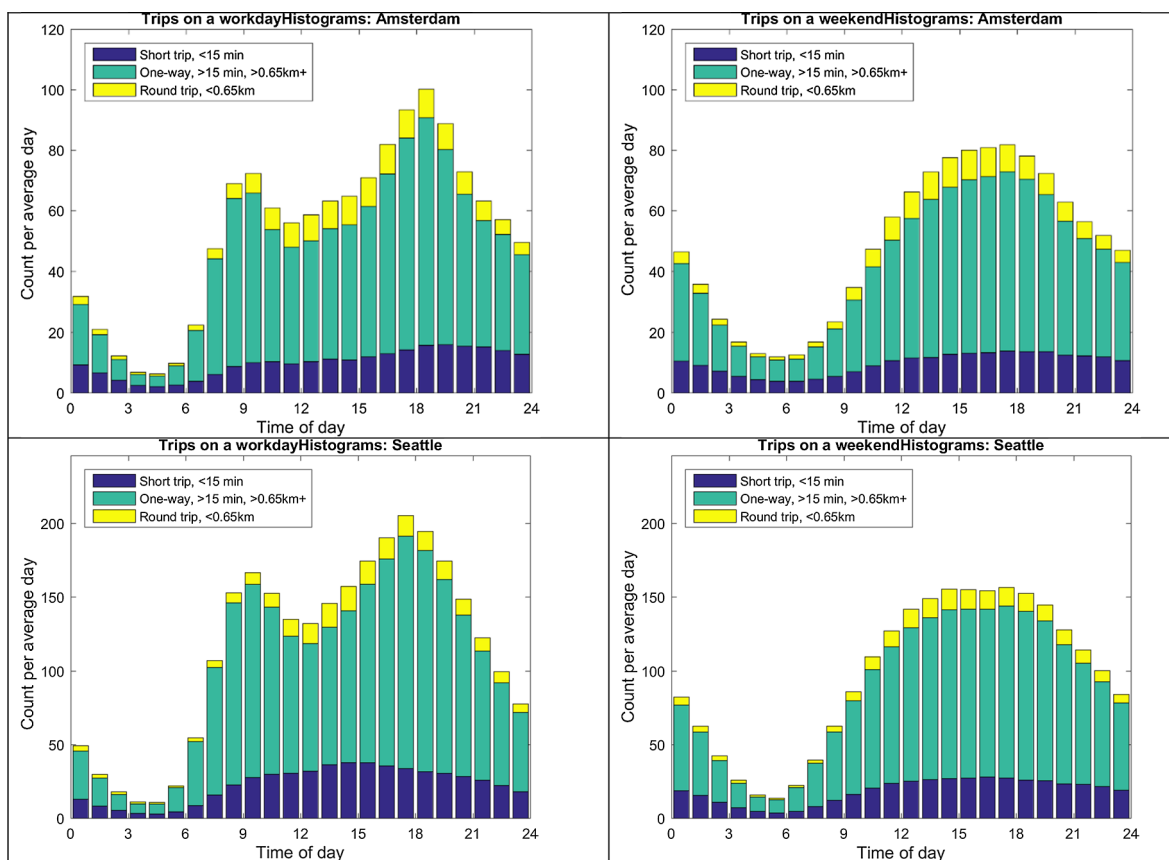 Trips on a workdayHistograms: Amsterdam
120
100
80
60
40
20
0
Count per average day
Short trip, <15 min
One-way, >15 min, >0.65km+
Round trip, <0.65km
0 3 6 9 12 15 18 21 24
Time of day
Trips on a weekendHistograms: Amsterdam
120
100
80
60
40
20
0
Count per average day
Short trip, <15 min
One-way, >15 min, >0.65km+
Round trip, <0.65km
0 3 6 9 12 15 18 21 24
Time of day
Trips on a workdayHistograms: Seattle
200
150
100
50
0
Count per average day
Short trip, <15 min
One-way, >15 min, >0.65km+
Round trip, <0.65km
0 3 6 9 12 15 18 21 24
Time of day
Trips on a weekendHistograms: Seattle
200
150
100
50
0
Count per average day
Short trip, <15 min
One-way, >15 min, >0.65km+
Round trip, <0.65km
0 3 6 9 12 15 18 21 24
Time of day